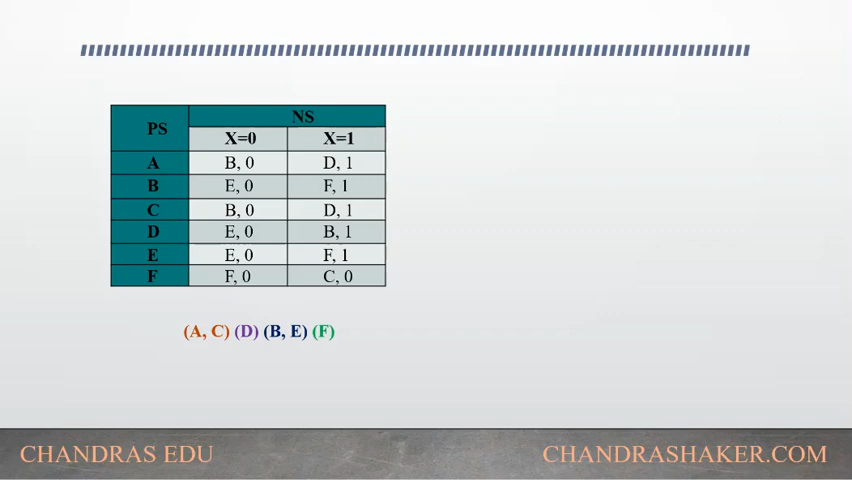 PS NS
X=0 X=1
A B, 0 D, 1
B E, 0 F, 1
C B, 0 D, 1
D E, 0 B, 1
E E, 0 F, 1
F F, 0 C, 0
(A, C) (D) (B, E) (F)
CHANDRAS EDU CHANDRASHAKER.COM